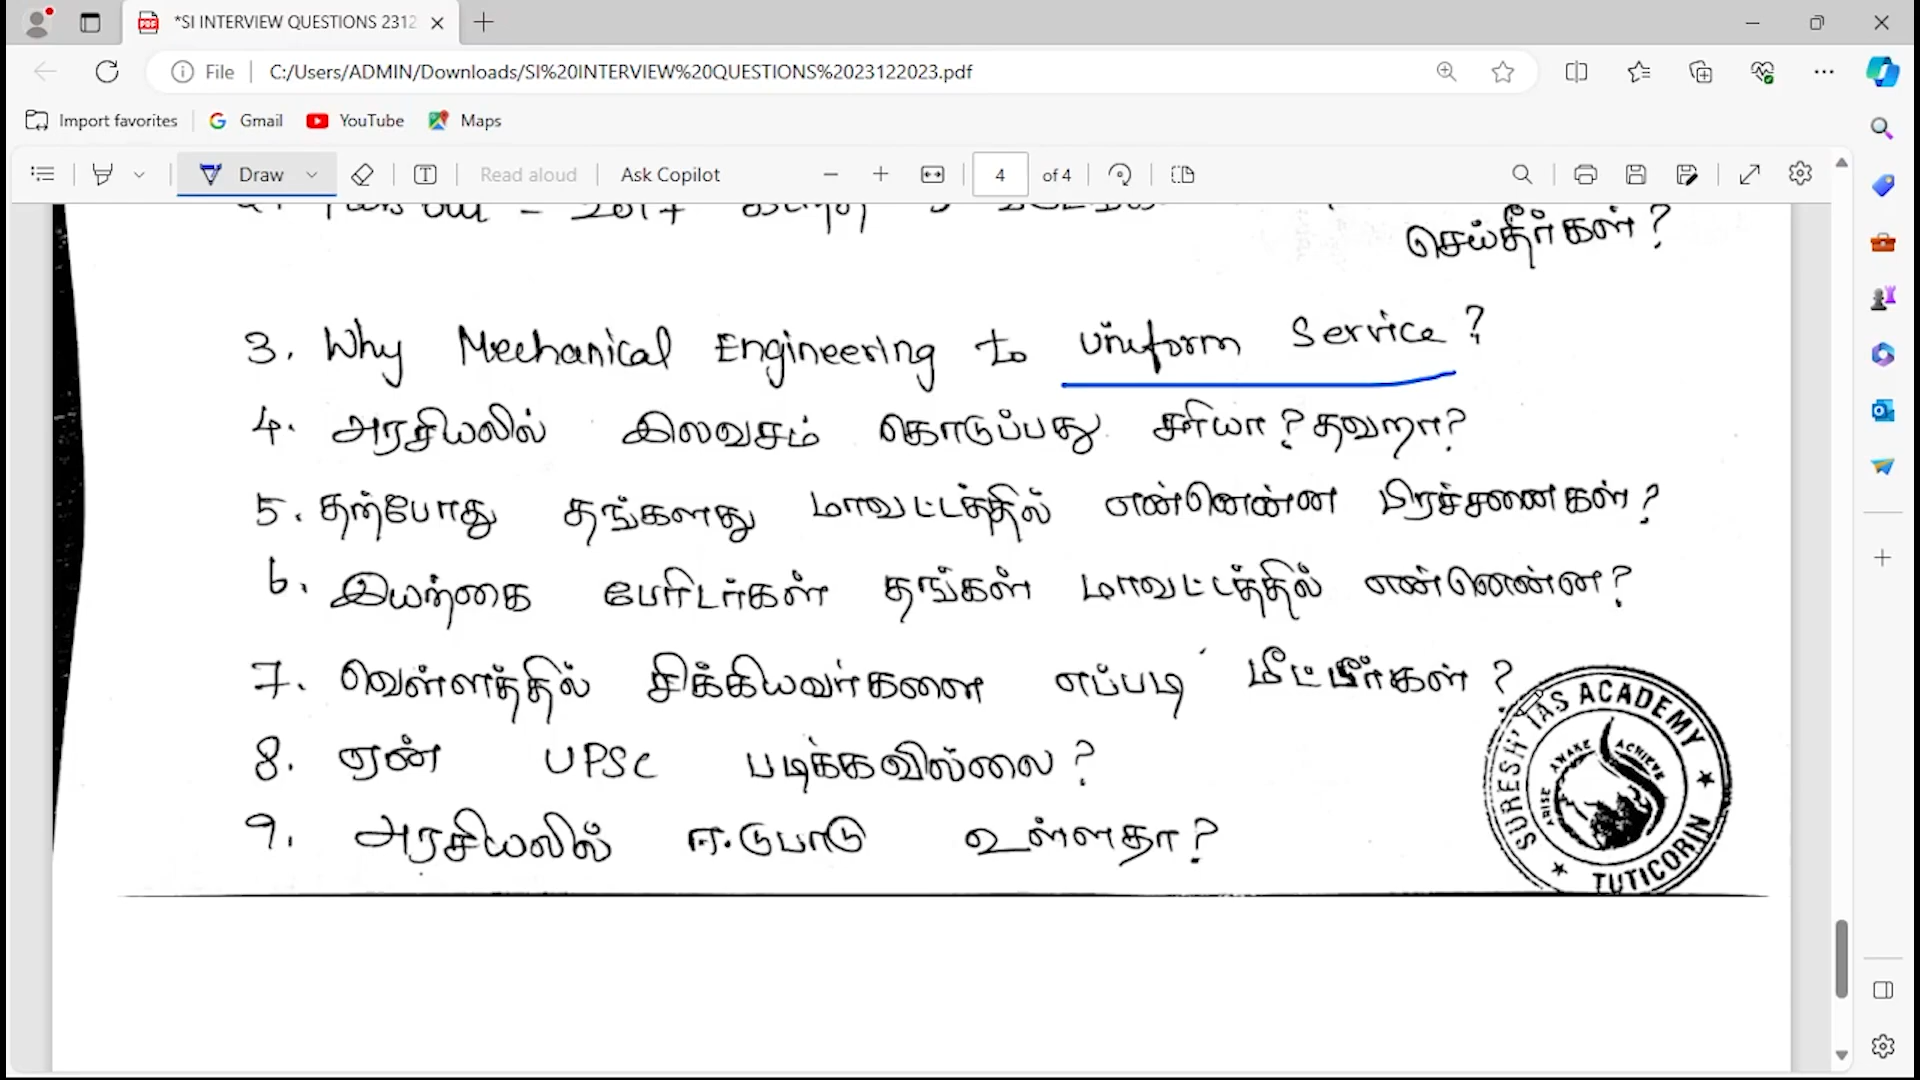 *SI INTERVIEW QUESTIONS 2312
File C:/Users/ADMIN/Downloads/SI%20INTERVIEW%20QUESTIONS%2023122023.pdf
Import favorites Gmail YouTube Maps
Draw Read aloud Ask Copilot 4 of 4
2017
செய்தீர்கள்?
3. Why Mechanical Engineering to Uniform Service?
4. அரசியலில் இலவசம் கொடுப்பது சரியா? தவறா?
5. தற்போது தங்களது மாவட்டத்தில் என்னென்ன பிரச்சணைகள்?
6. இயற்கை பேரிடர்கள் தங்கள் மாவட்டத்தில் என்னென்ன?
7. வெள்ளத்தில் சிக்கியவர்களை எப்படி மீட்பீர்கள்?
8. ஏன் UPSC படிக்கவில்லை?
9. அரசியலில் ஈடுபாடு உள்ளதா?
SURESH' IAS ACADEMY
ARISE AWAKE ACHIEVE
TUTICORIN